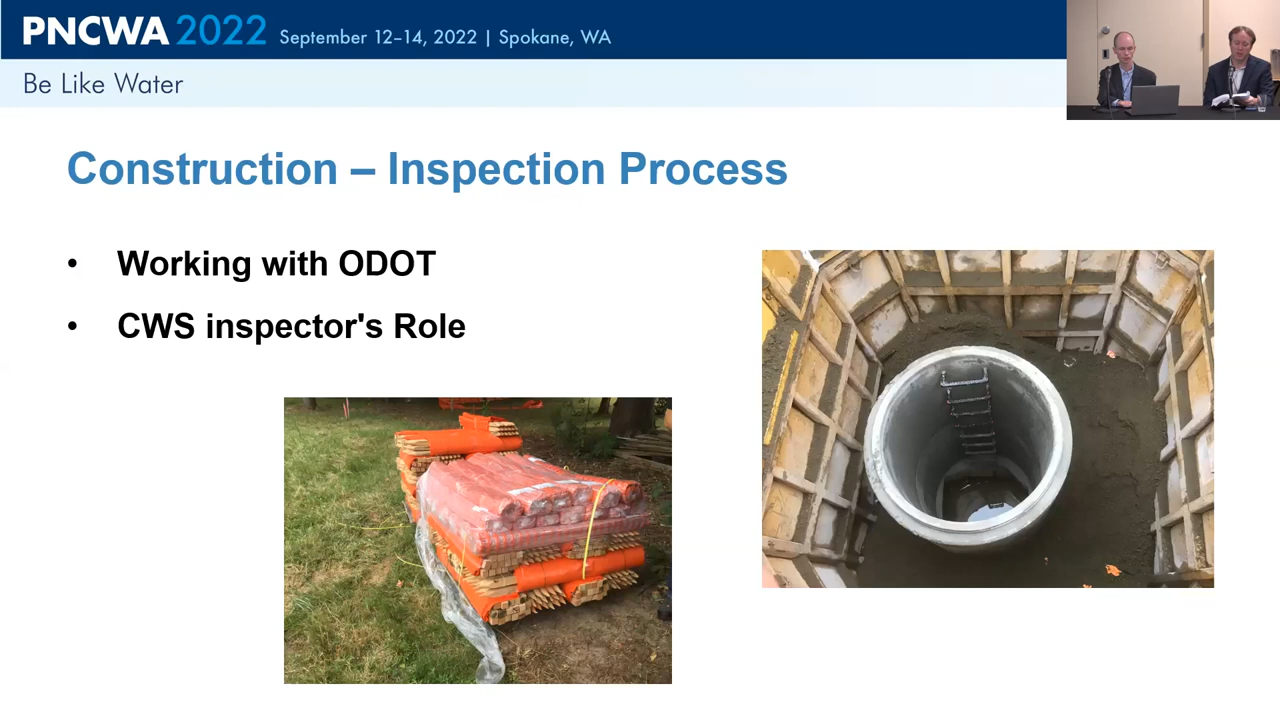 PNCWA 2022 September 12–14, 2022 | Spokane, WA
Be Like Water
Construction – Inspection Process
• Working with ODOT
• CWS inspector's Role